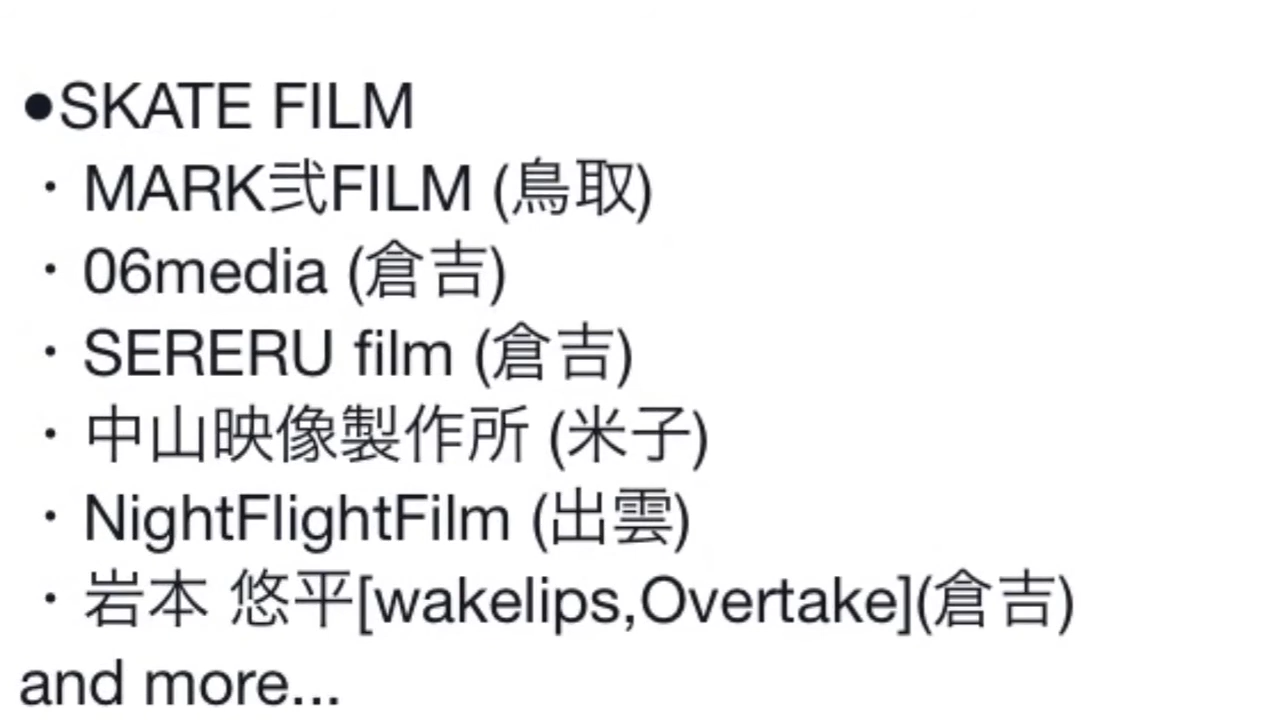 ●SKATE FILM
・MARK弐FILM (鳥取)
・06media (倉吉)
・SERERU film (倉吉)
・中山映像製作所 (米子)
・NightFlightFilm (出雲)
・岩本 悠平[wakelips,Overtake](倉吉)
and more...